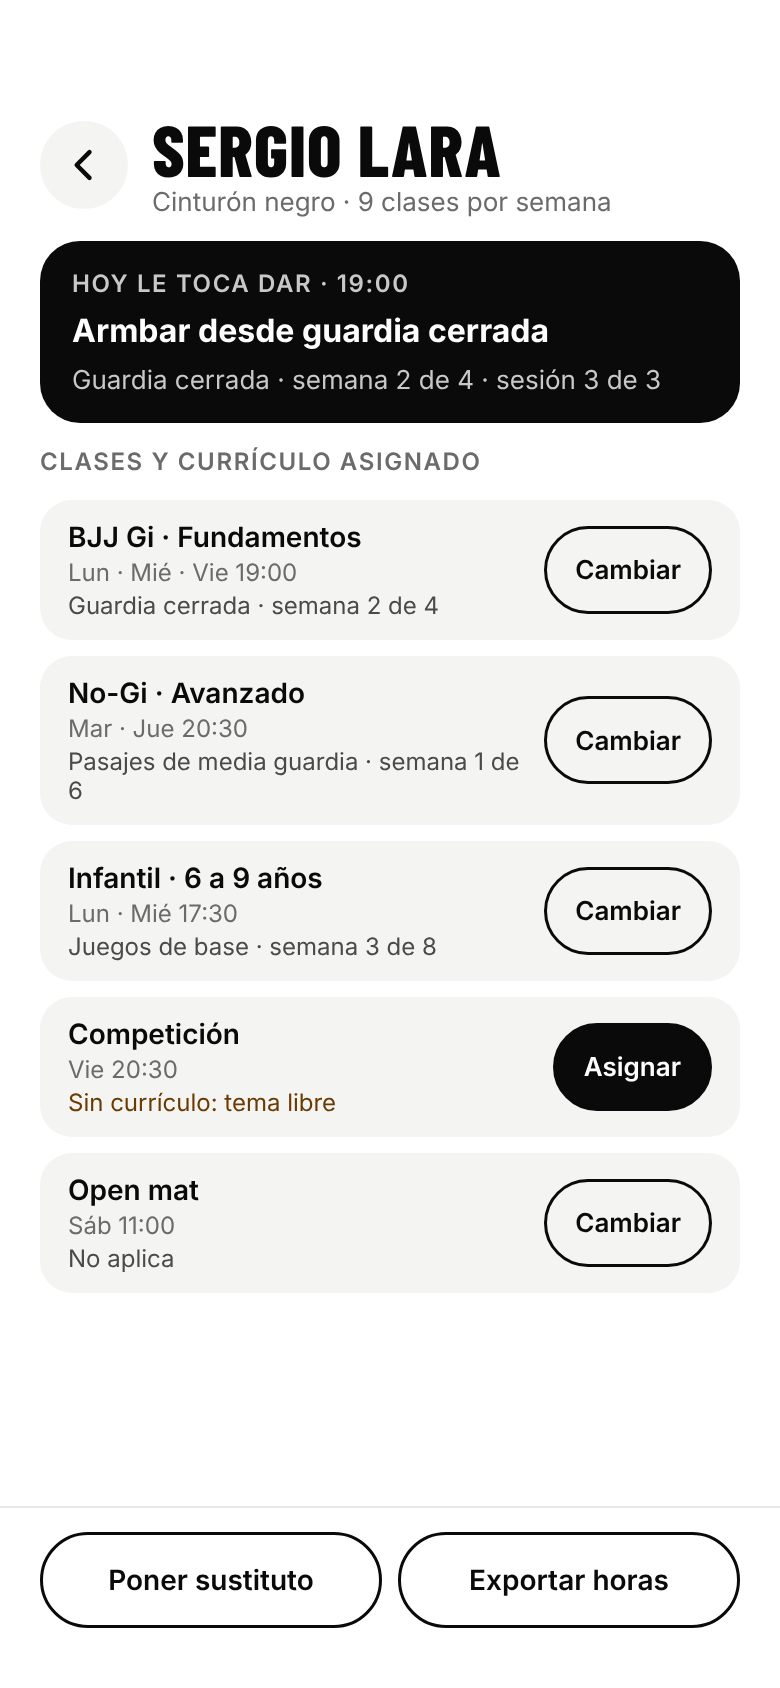 SERGIO LARA
Cinturón negro · 9 clases por semana
HOY LE TOCA DAR · 19:00
Armbar desde guardia cerrada
Guardia cerrada · semana 2 de 4 · sesión 3 de 3
CLASES Y CURRÍCULO ASIGNADO
BJJ Gi · Fundamentos
Lun · Mié · Vie 19:00
Guardia cerrada · semana 2 de 4
Cambiar
No-Gi · Avanzado
Mar · Jue 20:30
Pasajes de media guardia · semana 1 de
6
Cambiar
Infantil · 6 a 9 años
Lun · Mié 17:30
Juegos de base · semana 3 de 8
Cambiar
Competición
Vie 20:30
Sin currículo: tema libre
Asignar
Open mat
Sáb 11:00
No aplica
Cambiar
Poner sustituto
Exportar horas